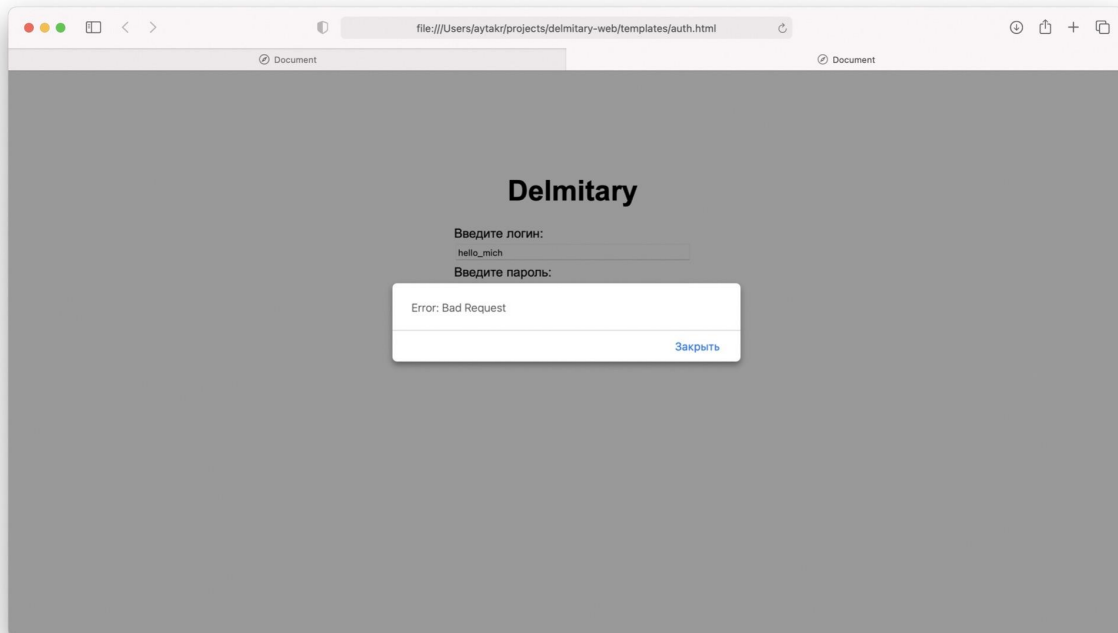 file:///Users/aytakr/projects/delmitary-web/templates/auth.html
Document
Document
Delmitary
Введите логин:
hello_mich
Введите пароль:
Error: Bad Request
Закрыть